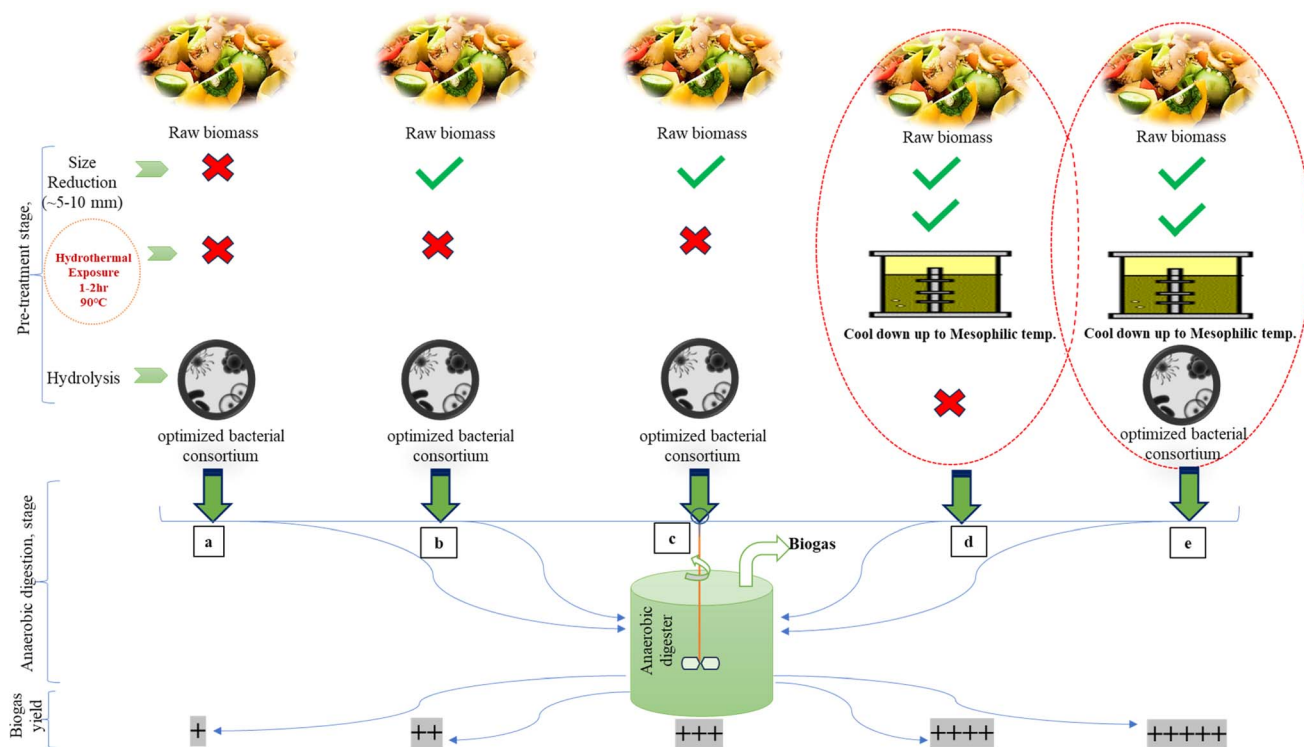 Raw biomass
Raw biomass
Raw biomass
Raw biomass
Raw biomass
Pre-treatment stage,
Size
Reduction
(~5-10 mm)
Hydrothermal
Exposure
1-2hr
90°C
Cool down up to Mesophilic temp.
Cool down up to Mesophilic temp.
Hydrolysis
optimized bacterial
consortium
optimized bacterial
consortium
optimized bacterial
consortium
optimized bacterial
consortium
Anaerobic digestion, stage
a
b
c
d
e
Biogas
Anaerobic
digester
Biogas
yield
+
++
+++
++++
+++++